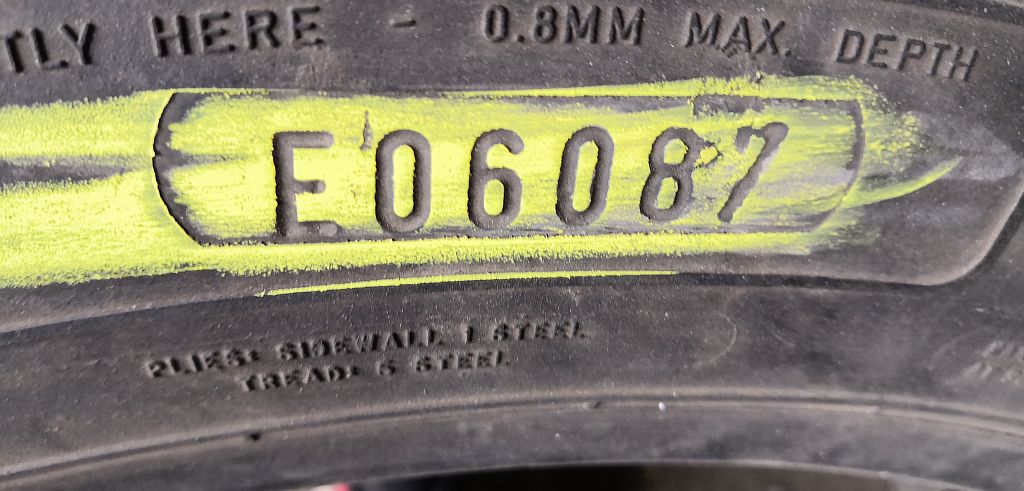 TLY HERE - 0.8MM MAX. DEPTH
E06087
PLIES: SIDEWALL 1 STEEL
TREAD: 5 STEEL